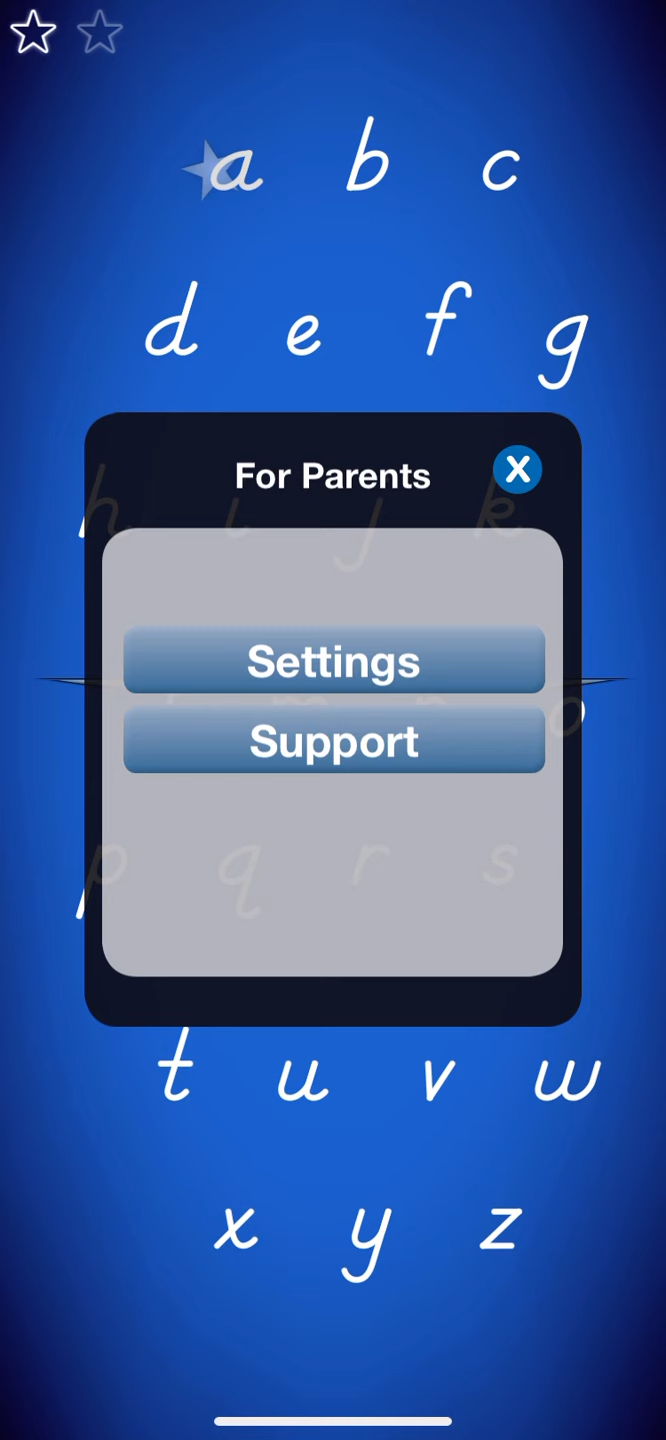 a b c
d e f g
For Parents X
h i j k
Settings
l m n o
Support
p q r s
t u v w
x y z